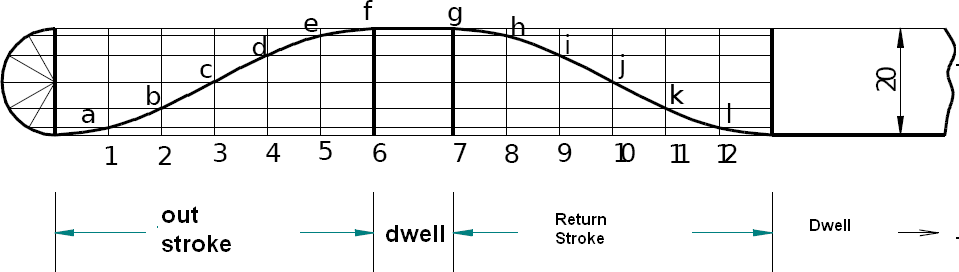 f g
e h
d i
c j
b k
a l
20
1 2 3 4 5 6 7 8 9 10 11 12
out
stroke
dwell
Return
Stroke
Dwell